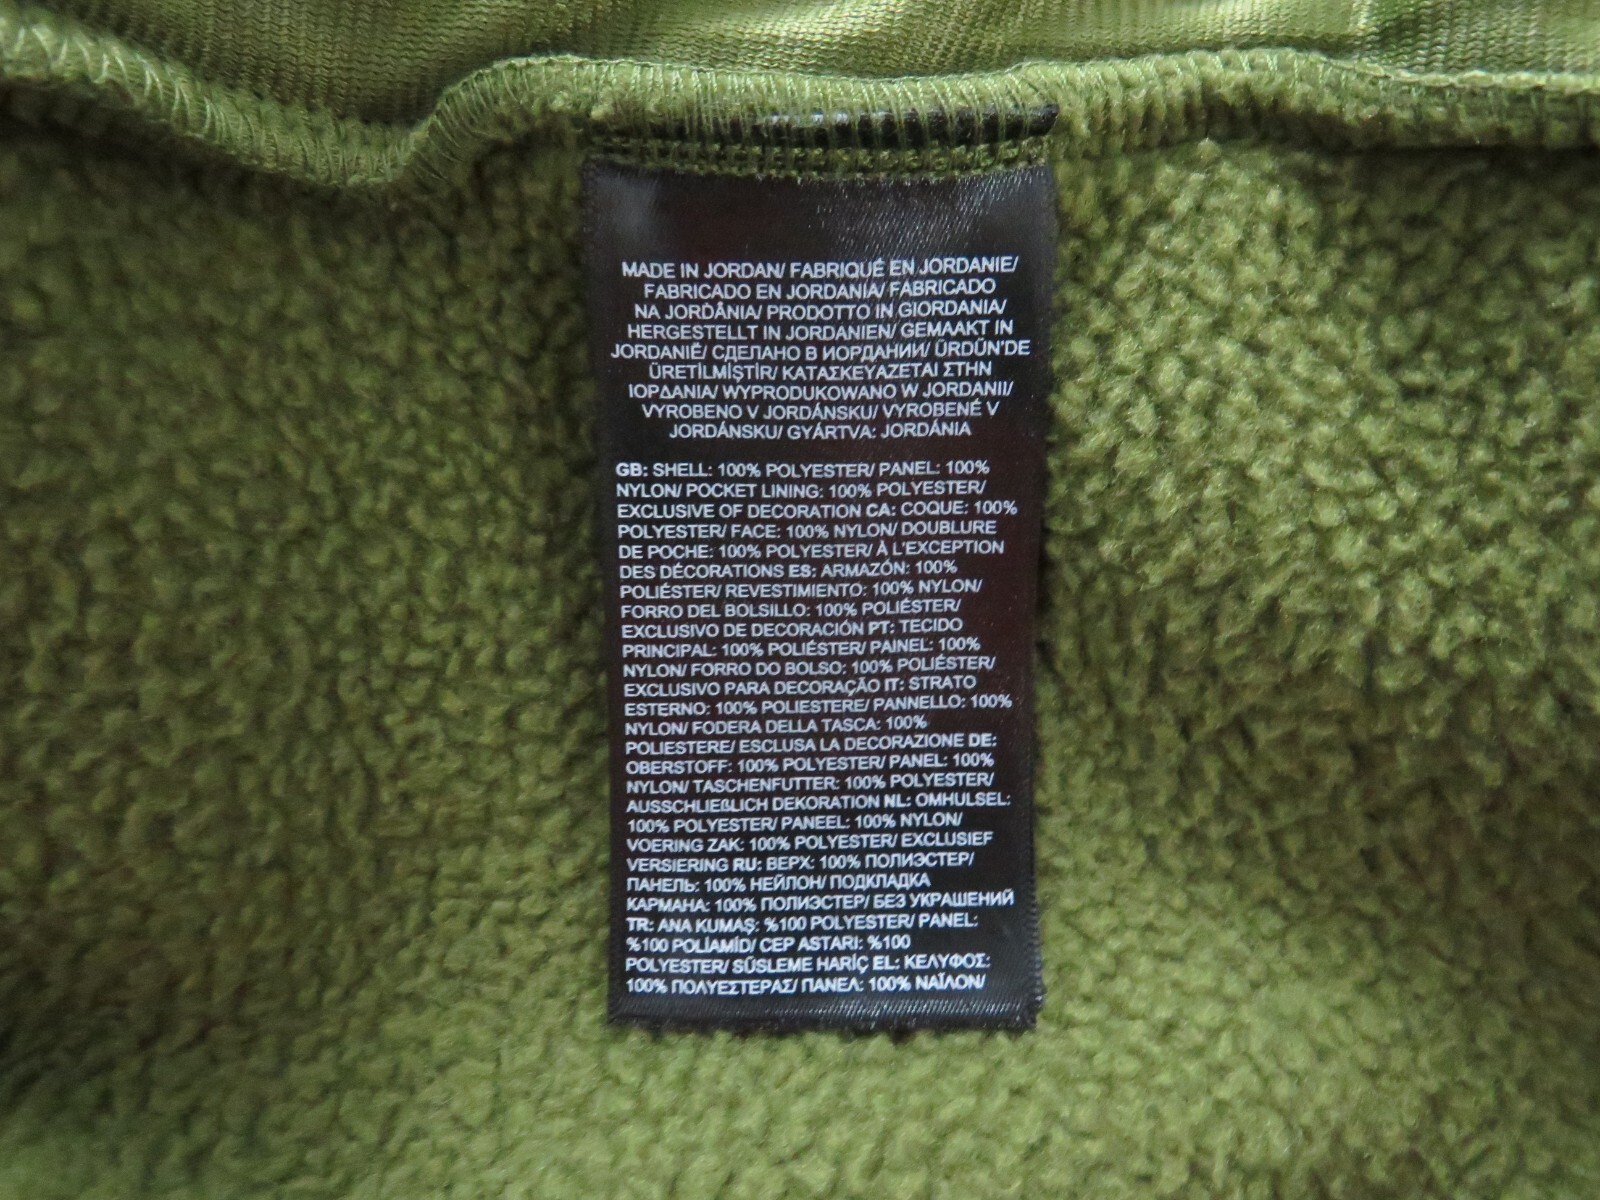 MADE IN JORDAN/ FABRIQUÉ EN JORDANIE/
FABRICADO EN JORDANIA/ FABRICADO
NA JORDÂNIA/ PRODOTTO IN GIORDANIA/
HERGESTELLT IN JORDANIEN/ GEMAAKT IN
JORDANIË/ СДЕЛАНО В ИОРДАНИИ/ ÜRDÜN'DE
ÜRETİLMİŞTİR/ ΚΑΤΑΣΚΕΥΑΖΕΤΑΙ ΣΤΗΝ
ΙΟΡΔΑΝΙΑ/ WYPRODUKOWANO W JORDANII/
VYROBENO V JORDÁNSKU/ VYROBENÉ V
JORDÁNSKU/ GYÁRTVA: JORDÁNIA
GB: SHELL: 100% POLYESTER/ PANEL: 100%
NYLON/ POCKET LINING: 100% POLYESTER/
EXCLUSIVE OF DECORATION CA: COQUE: 100%
POLYESTER/ FACE: 100% NYLON/ DOUBLURE
DE POCHE: 100% POLYESTER/ À L'EXCEPTION
DES DÉCORATIONS ES: ARMAZÓN: 100%
POLIÉSTER/ REVESTIMIENTO: 100% NYLON/
FORRO DEL BOLSILLO: 100% POLIÉSTER/
EXCLUSIVO DE DECORACIÓN PT: TECIDO
PRINCIPAL: 100% POLIÉSTER/ PAINEL: 100%
NYLON/ FORRO DO BOLSO: 100% POLIÉSTER/
EXCLUSIVO PARA DECORAÇÃO IT: STRATO
ESTERNO: 100% POLIESTERE/ PANNELLO: 100%
NYLON/ FODERA DELLA TASCA: 100%
POLIESTERE/ ESCLUSA LA DECORAZIONE DE:
OBERSTOFF: 100% POLYESTER/ PANEL: 100%
NYLON/ TASCHENFUTTER: 100% POLYESTER/
AUSSCHLIEßLICH DEKORATION NL: OMHULSEL:
100% POLYESTER/ PANEEL: 100% NYLON/
VOERING ZAK: 100% POLYESTER/ EXCLUSIEF
VERSIERING RU: ВЕРХ: 100% ПОЛИЭСТЕР/
ПАНЕЛЬ: 100% НЕЙЛОН/ ПОДКЛАДКА
КАРМАНА: 100% ПОЛИЭСТЕР/ БЕЗ УКРАШЕНИЙ
TR: ANA KUMAŞ: %100 POLYESTER/ PANEL:
%100 POLİAMİD/ CEP ASTARI: %100
POLYESTER/ SÜSLEME HARİÇ EL: ΚΕΛΥΦΟΣ:
100% ΠΟΛΥΕΣΤΕΡΑΣ/ ΠΑΝΕΛ: 100% ΝΑΪΛΟΝ/